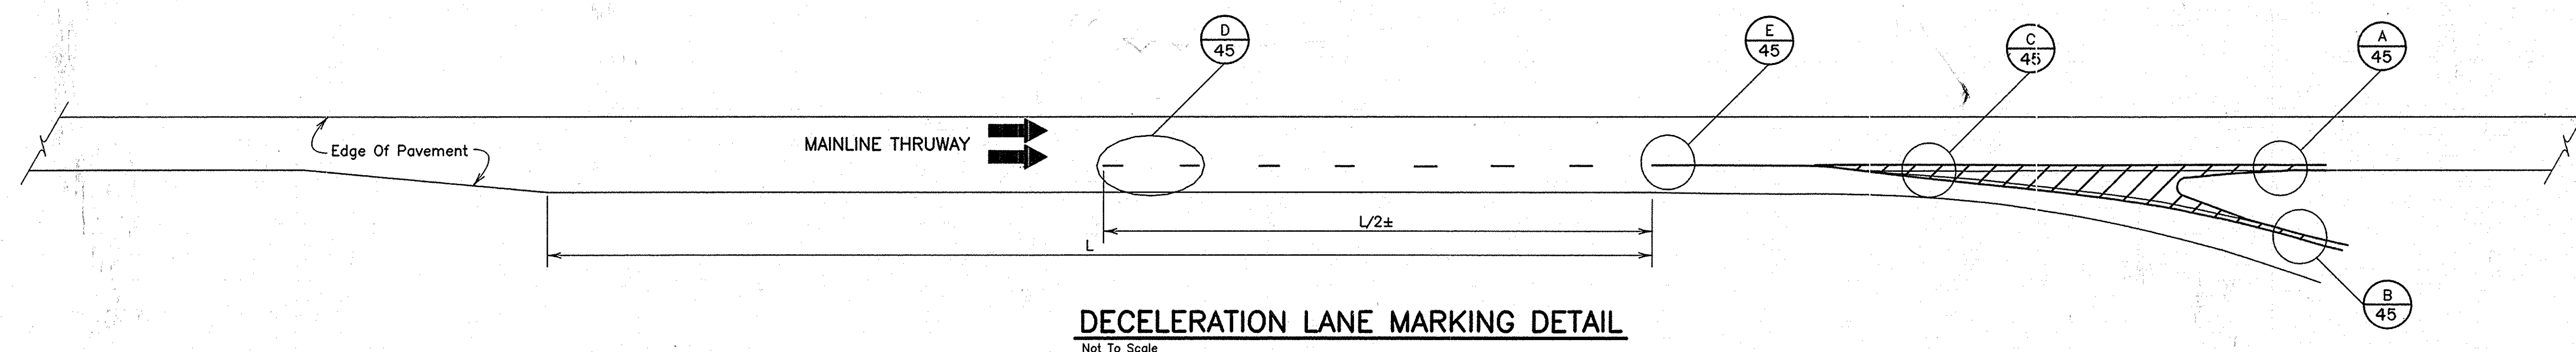 D
45
E
45
C
45
A
45
Edge Of Pavement
MAINLINE THRUWAY
L/2±
L
B
45
DECELERATION LANE MARKING DETAIL
Not To Scale